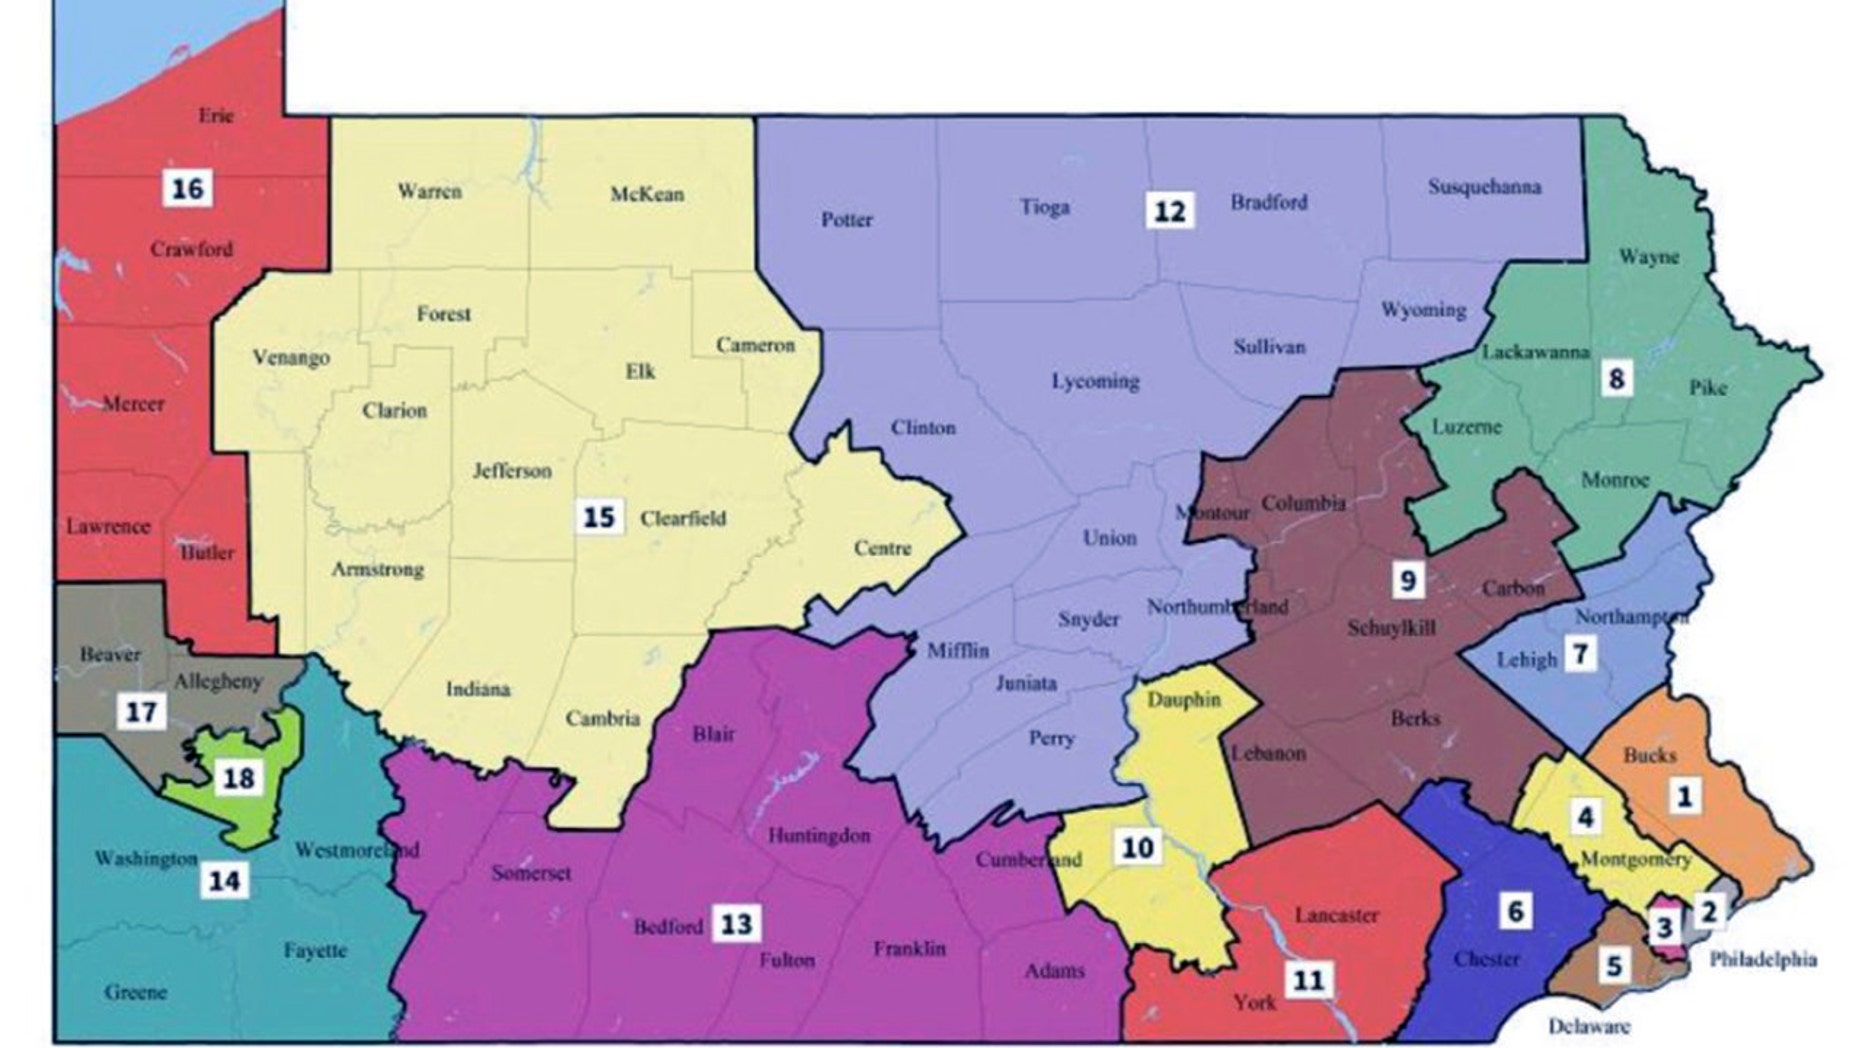 Erie
16
Crawford
Warren
McKean
Potter
Tioga
12
Bradford
Susquehanna
Wayne
Forest
Venango
Elk
Cameron
Sullivan
Wyoming
Lackawanna
8
Pike
Mercer
Clarion
Clinton
Lycoming
Luzerne
Monroe
Jefferson
15
Clearfield
Centre
Montour
Columbia
Lawrence
Butler
Armstrong
Union
9
Carbon
Snyder
Northumberland
Schuylkill
Northampton
Beaver
Allegheny
17
Mifflin
Juniata
Lehigh
7
Indiana
Cambria
Blair
Dauphin
Berks
Perry
Lebanon
Bucks
1
18
Huntingdon
10
4
Montgomery
Washington
14
Westmoreland
Somerset
Cumberland
Bedford
13
Fulton
Franklin
Adams
Lancaster
6
2
3
5
Philadelphia
Chester
Fayette
Greene
11
York
Delaware